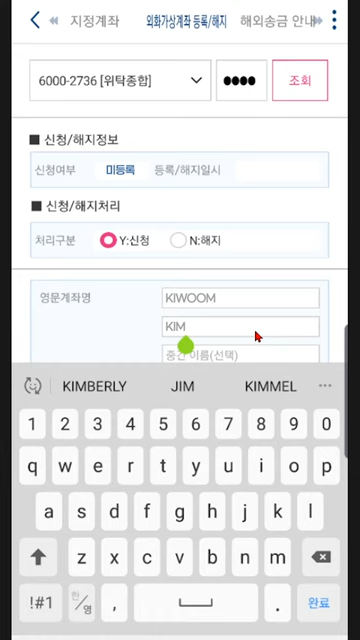 지정계좌 외화가상계좌 등록/해지 해외송금 안내
6000-2736 [위탁종합] ●●●● 조회
■ 신청/해지정보
신청여부 미등록 등록/해지일시
■ 신청/해지처리
처리구분 Y:신청 N:해지
영문계좌명 KIWOOM
KIM
중간 이름(선택)
KIMBERLY JIM KIMMEL ...
1 2 3 4 5 6 7 8 9 0
q w e r t y u i o p
a s d f g h j k l
z x c v b n m
!#1 한/영 , . 완료